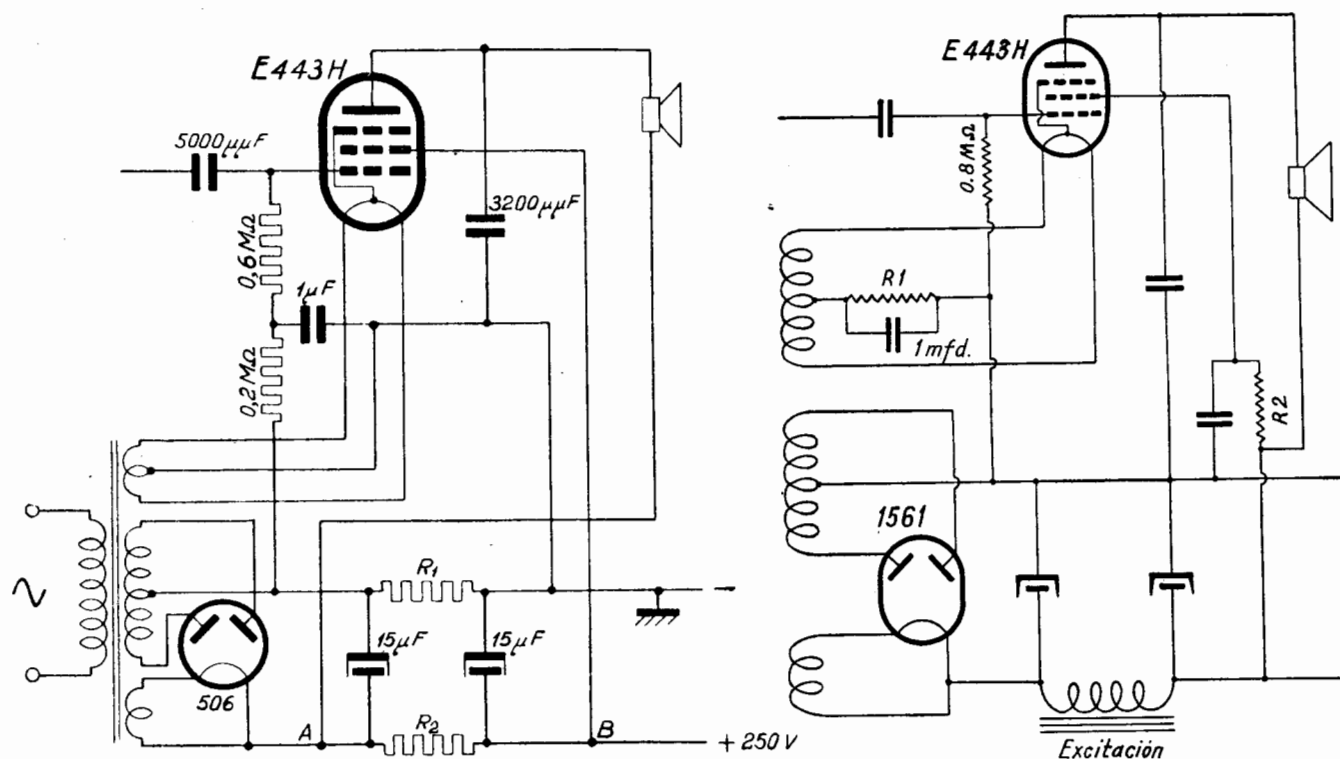 E443H
5000μμF
0,6MΩ
1μF
3200μμF
0,2MΩ
506
R1
15μF
15μF
R2
A
B
+ 250 V
−
E443H
0.8MΩ
R1
1mfd.
R2
1561
Excitación